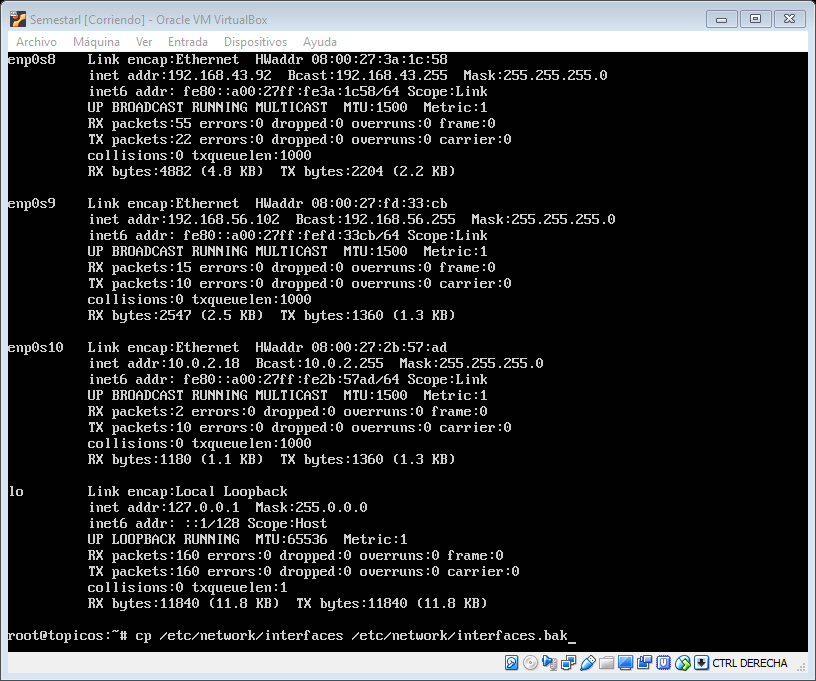 Semestarl [Corriendo] - Oracle VM VirtualBox
Archivo Máquina Ver Entrada Dispositivos Ayuda
enp0s8 Link encap:Ethernet HWaddr 08:00:27:3a:1c:58
inet addr:192.168.43.92 Bcast:192.168.43.255 Mask:255.255.255.0
inet6 addr: fe80::a00:27ff:fe3a:1c58/64 Scope:Link
UP BROADCAST RUNNING MULTICAST MTU:1500 Metric:1
RX packets:55 errors:0 dropped:0 overruns:0 frame:0
TX packets:22 errors:0 dropped:0 overruns:0 carrier:0
collisions:0 txqueuelen:1000
RX bytes:4882 (4.8 KB) TX bytes:2204 (2.2 KB)
enp0s9 Link encap:Ethernet HWaddr 08:00:27:fd:33:cb
inet addr:192.168.56.102 Bcast:192.168.56.255 Mask:255.255.255.0
inet6 addr: fe80::a00:27ff:fefd:33cb/64 Scope:Link
UP BROADCAST RUNNING MULTICAST MTU:1500 Metric:1
RX packets:15 errors:0 dropped:0 overruns:0 frame:0
TX packets:10 errors:0 dropped:0 overruns:0 carrier:0
collisions:0 txqueuelen:1000
RX bytes:2547 (2.5 KB) TX bytes:1360 (1.3 KB)
enp0s10 Link encap:Ethernet HWaddr 08:00:27:2b:57:ad
inet addr:10.0.2.18 Bcast:10.0.2.255 Mask:255.255.255.0
inet6 addr: fe80::a00:27ff:fe2b:57ad/64 Scope:Link
UP BROADCAST RUNNING MULTICAST MTU:1500 Metric:1
RX packets:2 errors:0 dropped:0 overruns:0 frame:0
TX packets:10 errors:0 dropped:0 overruns:0 carrier:0
collisions:0 txqueuelen:1000
RX bytes:1180 (1.1 KB) TX bytes:1360 (1.3 KB)
lo Link encap:Local Loopback
inet addr:127.0.0.1 Mask:255.0.0.0
inet6 addr: ::1/128 Scope:Host
UP LOOPBACK RUNNING MTU:65536 Metric:1
RX packets:160 errors:0 dropped:0 overruns:0 frame:0
TX packets:160 errors:0 dropped:0 overruns:0 carrier:0
collisions:0 txqueuelen:1
RX bytes:11840 (11.8 KB) TX bytes:11840 (11.8 KB)
root@topicos:~# cp /etc/network/interfaces /etc/network/interfaces.bak_
CTRL DERECHA